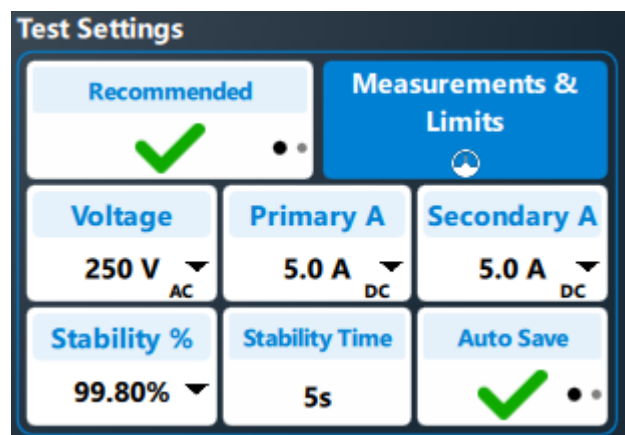 Test Settings
Recommended
Measurements &
Limits
Voltage
250 V
AC
Primary A
5.0 A
DC
Secondary A
5.0 A
DC
Stability %
99.80%
Stability Time
5s
Auto Save